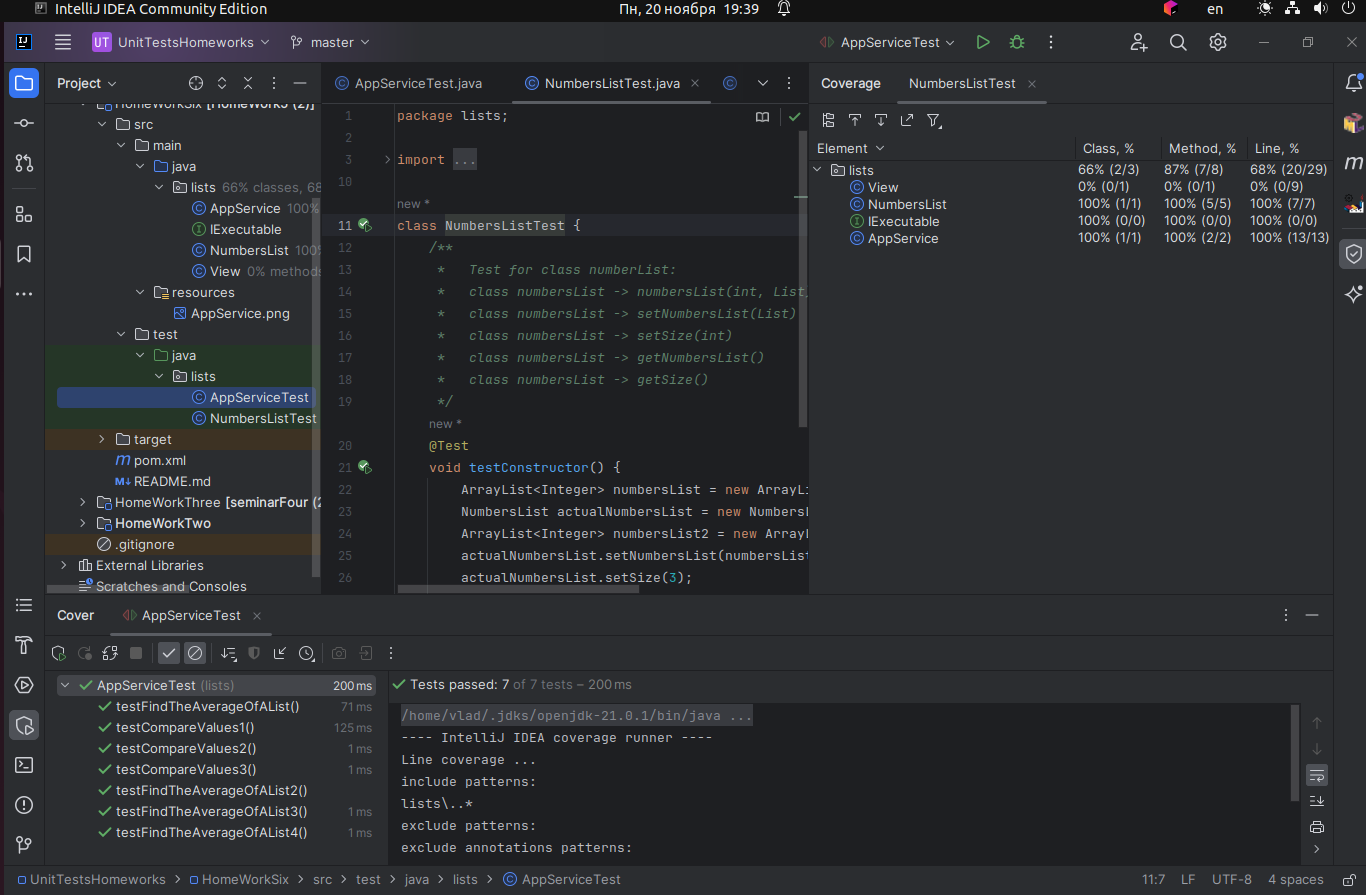 IntelliJ IDEA Community Edition
Пн, 20 ноября 19:39
en
UT UnitTestsHomeworks
master
AppServiceTest
Project
HomeWorkSix [HomeWork5 (2)]
src
main
java
lists 66% classes, 68
AppService 100%
IExecutable
NumbersList 100%
View 0% methods
resources
AppService.png
test
java
lists
AppServiceTest
NumbersListTest
target
pom.xml
README.md
HomeWorkThree [seminarFour (2
HomeWorkTwo
.gitignore
External Libraries
Scratches and Consoles
AppServiceTest.java
NumbersListTest.java
1 package lists;
2
3 import ...
10
new *
11 class NumbersListTest {
12 /**
13 * Test for class numberList:
14 * class numbersList -> numbersList(int, List
15 * class numbersList -> setNumbersList(List)
16 * class numbersList -> setSize(int)
17 * class numbersList -> getNumbersList()
18 * class numbersList -> getSize()
19 */
new *
20 @Test
21 void testConstructor() {
22 ArrayList<Integer> numbersList = new ArrayLi
23 NumbersList actualNumbersList = new NumbersL
24 ArrayList<Integer> numbersList2 = new ArrayL
25 actualNumbersList.setNumbersList(numbersList
26 actualNumbersList.setSize(3);
Coverage NumbersListTest
Element Class, % Method, % Line, %
lists 66% (2/3) 87% (7/8) 68% (20/29)
View 0% (0/1) 0% (0/1) 0% (0/9)
NumbersList 100% (1/1) 100% (5/5) 100% (7/7)
IExecutable 100% (0/0) 100% (0/0) 100% (0/0)
AppService 100% (1/1) 100% (2/2) 100% (13/13)
Cover AppServiceTest
AppServiceTest (lists) 200 ms
testFindTheAverageOfAList() 71 ms
testCompareValues1() 125 ms
testCompareValues2() 1 ms
testCompareValues3() 1 ms
testFindTheAverageOfAList2()
testFindTheAverageOfAList3() 1 ms
testFindTheAverageOfAList4() 1 ms
Tests passed: 7 of 7 tests – 200 ms
/home/vlad/.jdks/openjdk-21.0.1/bin/java ...
---- IntelliJ IDEA coverage runner ----
Line coverage ...
include patterns:
lists\..*
exclude patterns:
exclude annotations patterns:
UnitTestsHomeworks > HomeWorkSix > src > test > java > lists > AppServiceTest
11:7 LF UTF-8 4 spaces